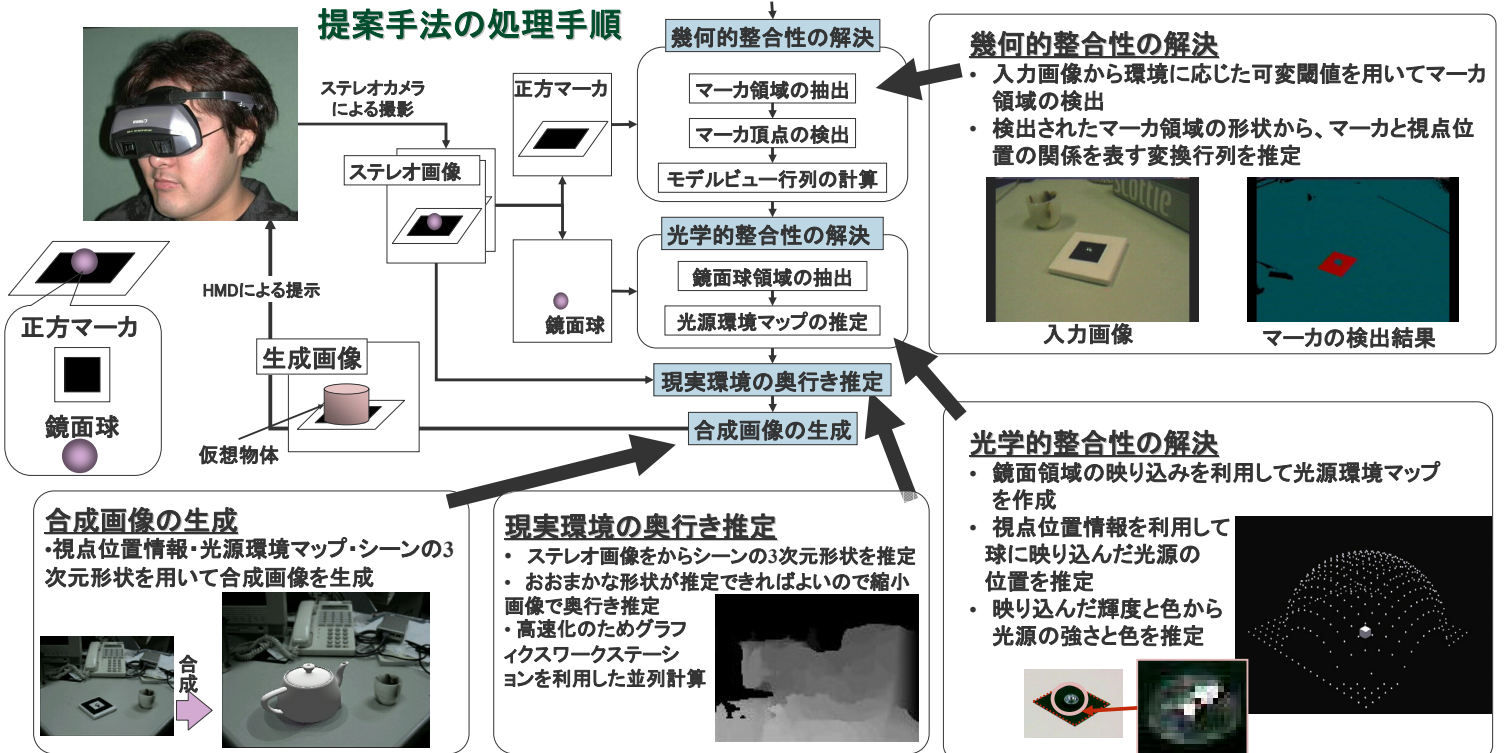 提案手法の処理手順
ステレオカメラ
による撮影
ステレオ画像
正方マーカ
鏡面球
幾何的整合性の解決
マーカ領域の抽出
マーカ頂点の検出
モデルビュー行列の計算
光学的整合性の解決
鏡面球領域の抽出
光源環境マップの推定
現実環境の奥行き推定
合成画像の生成
HMDによる提示
生成画像
仮想物体
正方マーカ
鏡面球
幾何的整合性の解決
• 入力画像から環境に応じた可変閾値を用いてマーカ
領域の検出
• 検出されたマーカ領域の形状から、マーカと視点位
置の関係を表す変換行列を推定
scottie
入力画像
マーカの検出結果
光学的整合性の解決
• 鏡面領域の映り込みを利用して光源環境マップ
を作成
• 視点位置情報を利用して
球に映り込んだ光源の
位置を推定
• 映り込んだ輝度と色から
光源の強さと色を推定
合成画像の生成
•視点位置情報・光源環境マップ・シーンの3
次元形状を用いて合成画像を生成
合
成
現実環境の奥行き推定
• ステレオ画像をからシーンの3次元形状を推定
• おおまかな形状が推定できればよいので縮小
画像で奥行き推定
• 高速化のためグラフ
ィクスワークステーシ
ョンを利用した並列計算